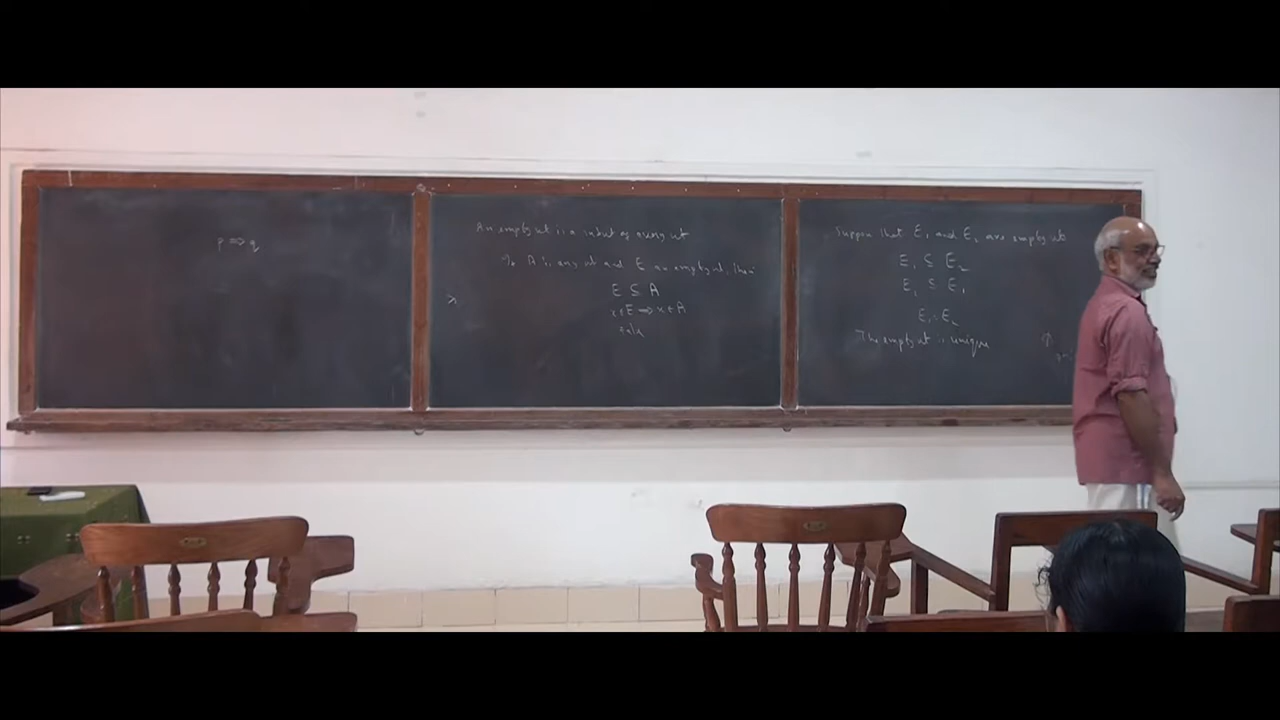 p ⇒ q
An empty set is a subset of every set
If A is any set and E an empty set, then
E ⊆ A
x ∈ E ⇒ x ∈ A
False
Suppose that E₁ and E₂ are empty sets
E₁ ⊆ E₂
E₂ ⊆ E₁
E₁ = E₂
The empty set is unique
Φ